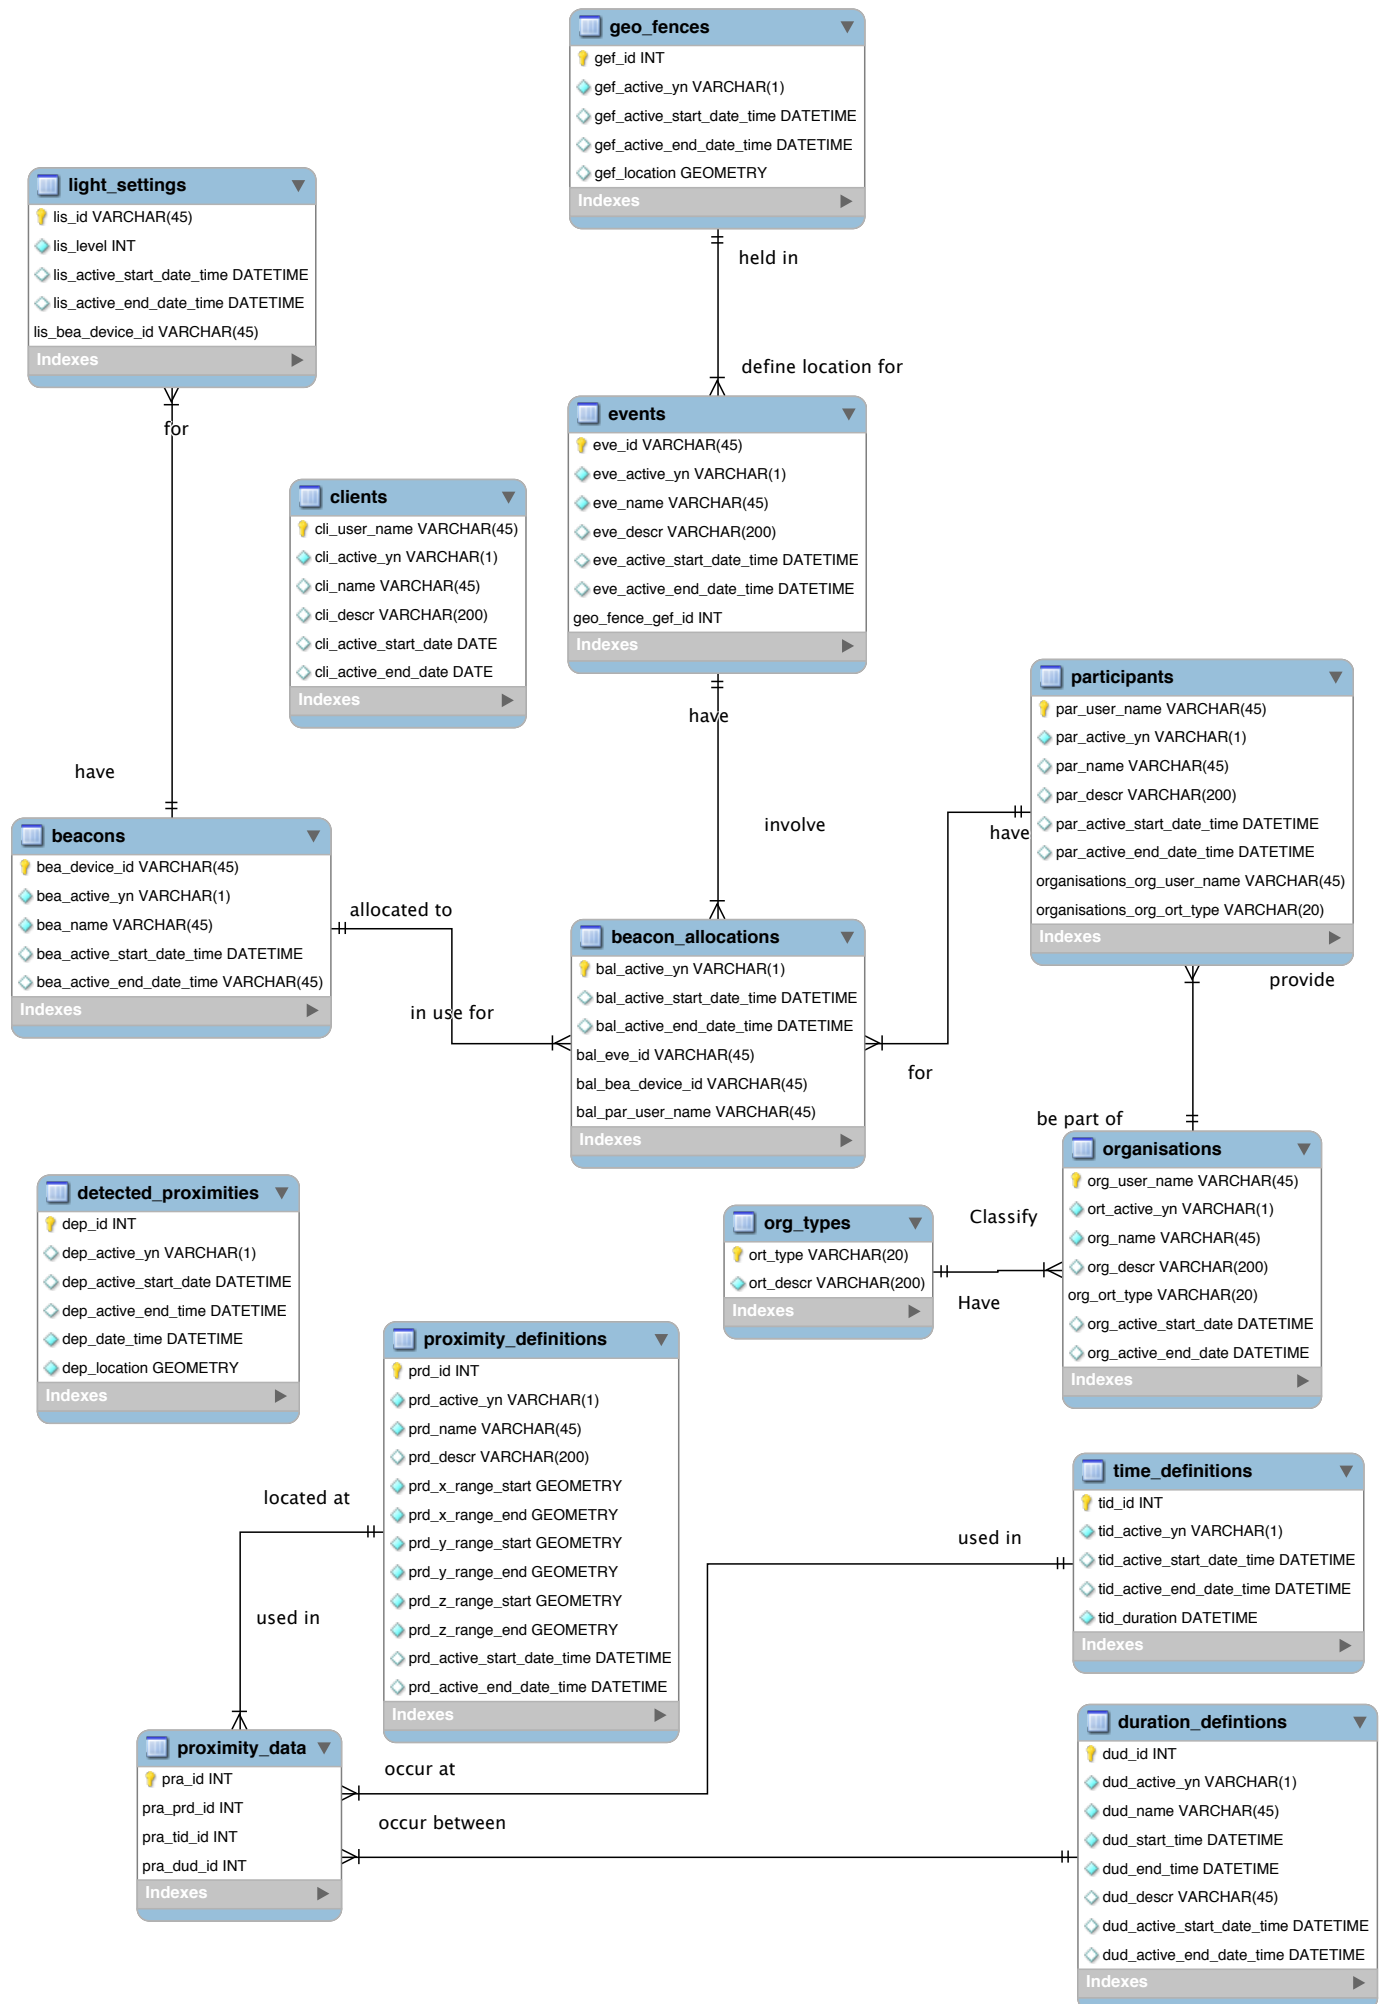 geo_fences
gef_id INT
gef_active_yn VARCHAR(1)
gef_active_start_date_time DATETIME
gef_active_end_date_time DATETIME
gef_location GEOMETRY
Indexes
held in
define location for
light_settings
lis_id VARCHAR(45)
lis_level INT
lis_active_start_date_time DATETIME
lis_active_end_date_time DATETIME
lis_bea_device_id VARCHAR(45)
Indexes
for
have
events
eve_id VARCHAR(45)
eve_active_yn VARCHAR(1)
eve_name VARCHAR(45)
eve_descr VARCHAR(200)
eve_active_start_date_time DATETIME
eve_active_end_date_time DATETIME
geo_fence_gef_id INT
Indexes
have
involve
clients
cli_user_name VARCHAR(45)
cli_active_yn VARCHAR(1)
cli_name VARCHAR(45)
cli_descr VARCHAR(200)
cli_active_start_date DATE
cli_active_end_date DATE
Indexes
participants
par_user_name VARCHAR(45)
par_active_yn VARCHAR(1)
par_name VARCHAR(45)
par_descr VARCHAR(200)
par_active_start_date_time DATETIME
par_active_end_date_time DATETIME
organisations_org_user_name VARCHAR(45)
organisations_org_ort_type VARCHAR(20)
Indexes
have
for
provide
be part of
beacons
bea_device_id VARCHAR(45)
bea_active_yn VARCHAR(1)
bea_name VARCHAR(45)
bea_active_start_date_time DATETIME
bea_active_end_date_time VARCHAR(45)
Indexes
allocated to
in use for
beacon_allocations
bal_active_yn VARCHAR(1)
bal_active_start_date_time DATETIME
bal_active_end_date_time DATETIME
bal_eve_id VARCHAR(45)
bal_bea_device_id VARCHAR(45)
bal_par_user_name VARCHAR(45)
Indexes
organisations
org_user_name VARCHAR(45)
ort_active_yn VARCHAR(1)
org_name VARCHAR(45)
org_descr VARCHAR(200)
org_ort_type VARCHAR(20)
org_active_start_date DATETIME
org_active_end_date DATETIME
Indexes
Classify
Have
org_types
ort_type VARCHAR(20)
ort_descr VARCHAR(200)
Indexes
detected_proximities
dep_id INT
dep_active_yn VARCHAR(1)
dep_active_start_date DATETIME
dep_active_end_time DATETIME
dep_date_time DATETIME
dep_location GEOMETRY
Indexes
proximity_definitions
prd_id INT
prd_active_yn VARCHAR(1)
prd_name VARCHAR(45)
prd_descr VARCHAR(200)
prd_x_range_start GEOMETRY
prd_x_range_end GEOMETRY
prd_y_range_start GEOMETRY
prd_y_range_end GEOMETRY
prd_z_range_start GEOMETRY
prd_z_range_end GEOMETRY
prd_active_start_date_time DATETIME
prd_active_end_date_time DATETIME
Indexes
located at
used in
time_definitions
tid_id INT
tid_active_yn VARCHAR(1)
tid_active_start_date_time DATETIME
tid_active_end_date_time DATETIME
tid_duration DATETIME
Indexes
used in
proximity_data
pra_id INT
pra_prd_id INT
pra_tid_id INT
pra_dud_id INT
Indexes
occur at
occur between
duration_defintions
dud_id INT
dud_active_yn VARCHAR(1)
dud_name VARCHAR(45)
dud_start_time DATETIME
dud_end_time DATETIME
dud_descr VARCHAR(45)
dud_active_start_date_time DATETIME
dud_active_end_date_time DATETIME
Indexes